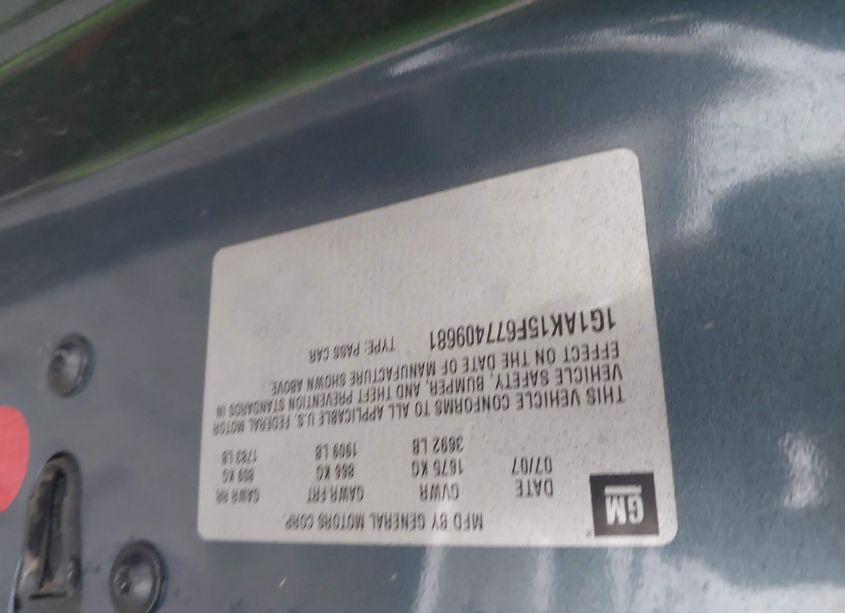 GM
MFD BY GENERAL MOTORS CORP.
DATE GVWR GAWR FRT GAWR RR
07/07 1675 KG 866 KG 809 KG
3692 LB 1909 LB 1783 LB
THIS VEHICLE CONFORMS TO ALL APPLICABLE U.S. FEDERAL MOTOR
VEHICLE SAFETY, BUMPER, AND THEFT PREVENTION STANDARDS IN
EFFECT ON THE DATE OF MANUFACTURE SHOWN ABOVE.
1G1AK15F677409681 TYPE: PASS CAR